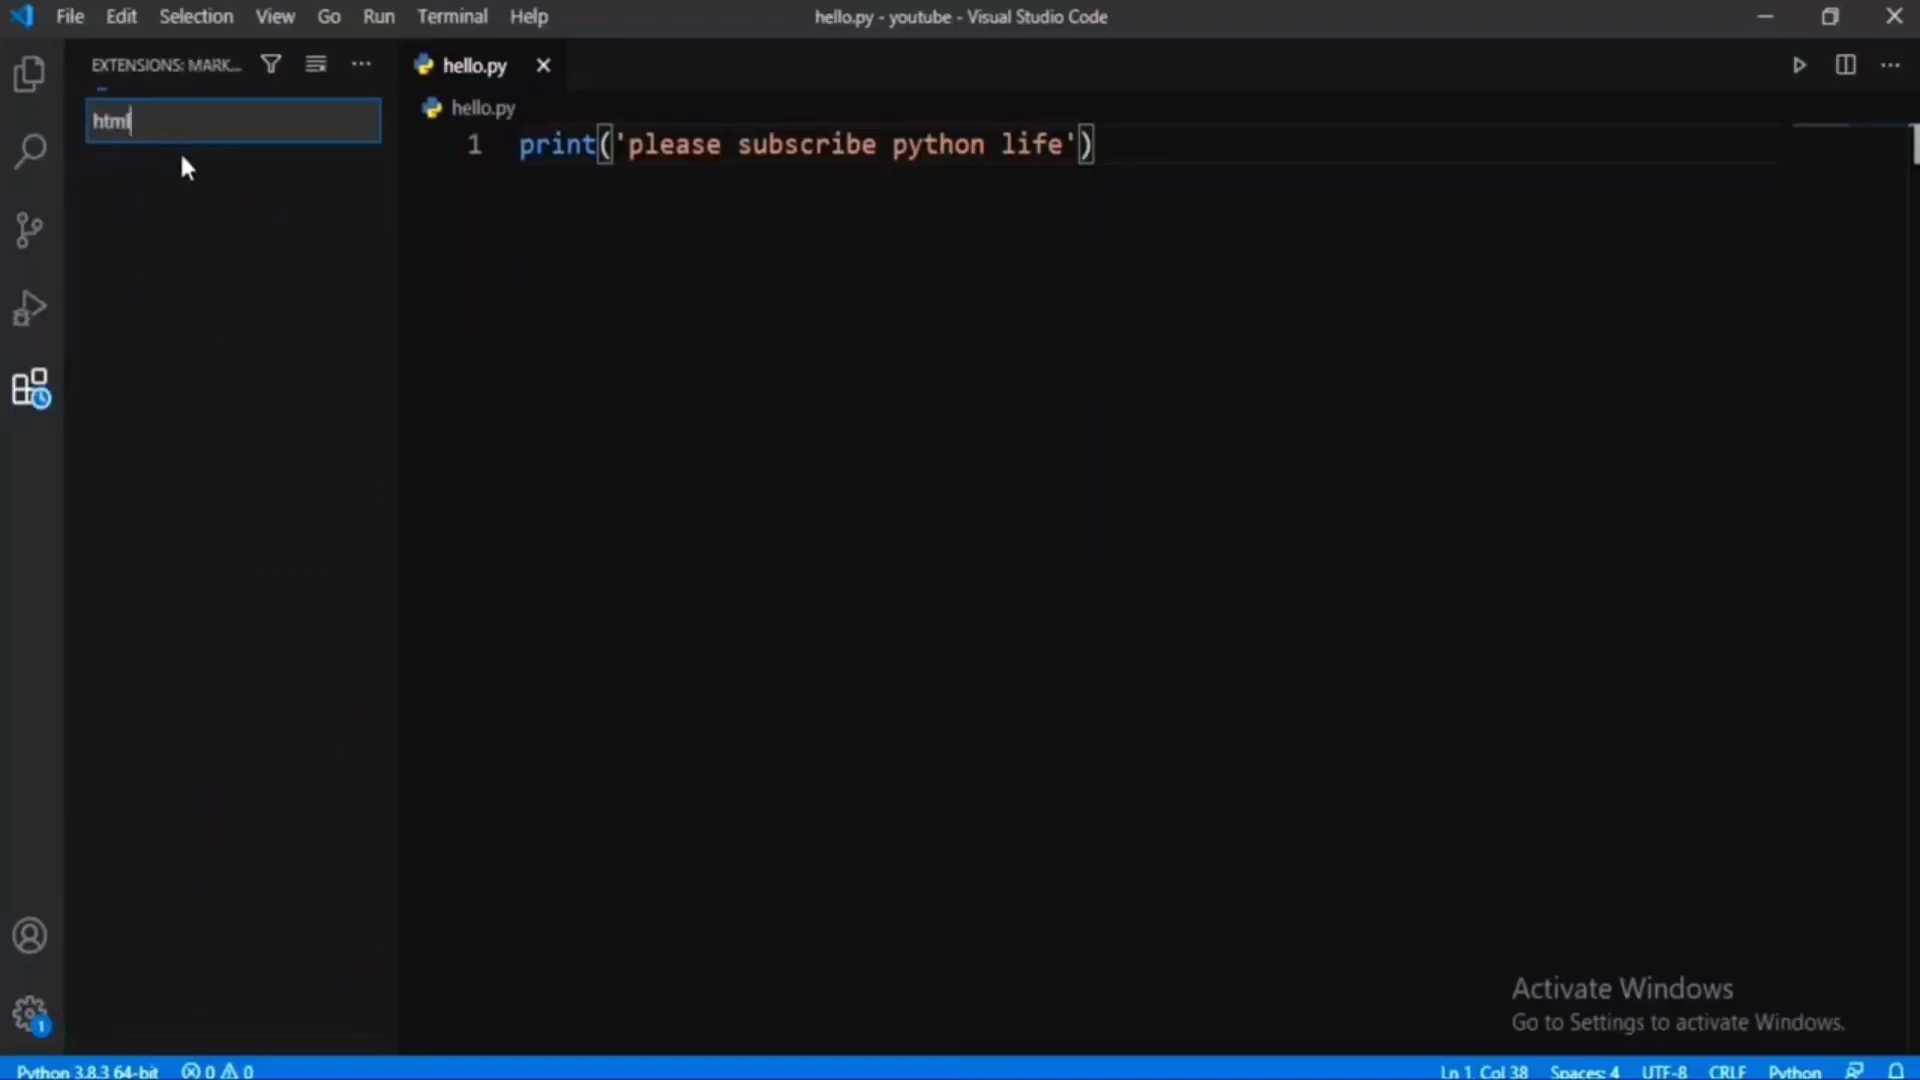 File Edit Selection View Go Run Terminal Help
hello.py - youtube - Visual Studio Code
EXTENSIONS: MARK...
hello.py
html
hello.py
1 print('please subscribe python life')
Activate Windows
Go to Settings to activate Windows.
1
Python 3.8.3 64-bit 0 0
Ln 1, Col 38 Spaces: 4 UTF-8 CRLF Python